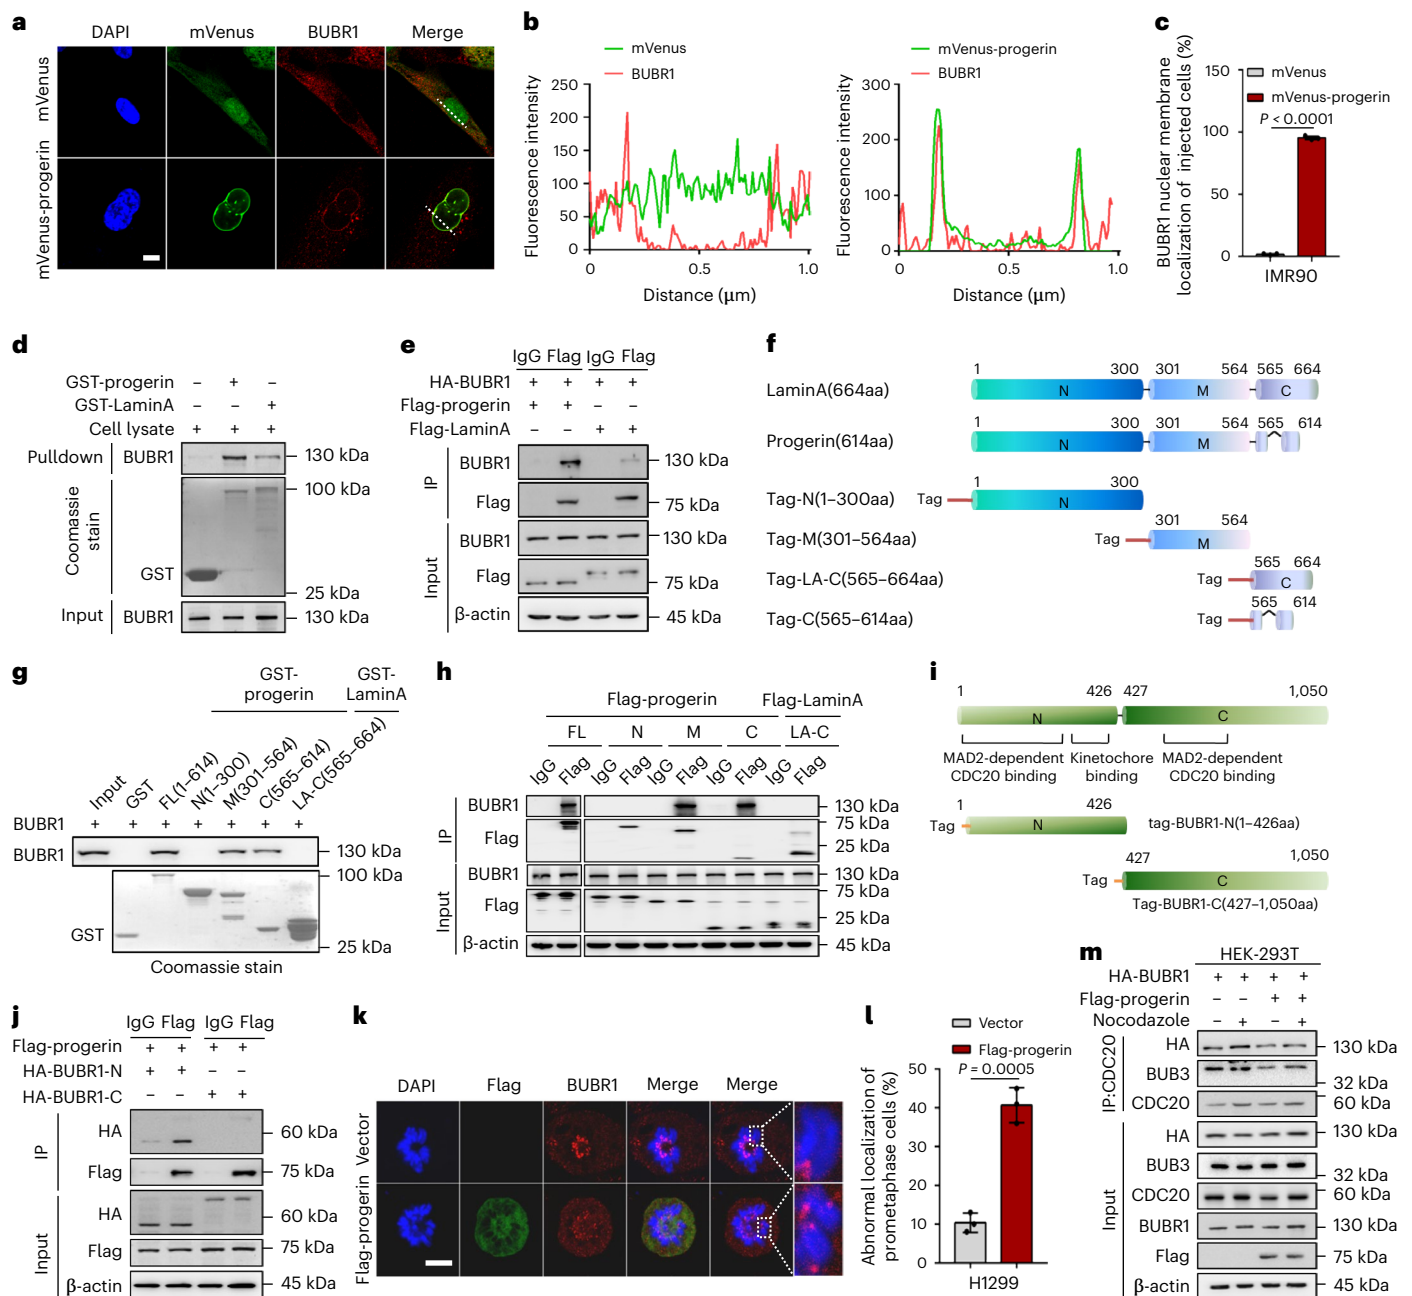 a
DAPI mVenus BUBR1 Merge
mVenus
mVenus-progerin
b
mVenus
BUBR1
Fluorescence intensity
250
200
150
100
50
0
0 0.5 1.0
Distance (μm)
mVenus-progerin
BUBR1
Fluorescence intensity
300
200
100
0
0 0.5 1.0
Distance (μm)
c
BUBR1 nuclear membrane
localization of injected cells (%)
150
100
50
0
mVenus
mVenus-progerin
P < 0.0001
IMR90
d
GST-progerin – + –
GST-LaminA – – +
Cell lysate + + +
Pulldown BUBR1 130 kDa
Coomassie
stain
100 kDa
GST
25 kDa
Input BUBR1 130 kDa
e
IgG Flag IgG Flag
HA-BUBR1 + + + +
Flag-progerin + + – –
Flag-LaminA – – + +
IP
BUBR1 130 kDa
Flag 75 kDa
Input
BUBR1 130 kDa
Flag 75 kDa
β-actin 45 kDa
f
1 300 301 564 565 664
LaminA(664aa) N M C
1 300 301 564 565 614
Progerin(614aa) N M
1 300
Tag-N(1–300aa) Tag N
301 564
Tag-M(301–564aa) Tag M
565 664
Tag-LA-C(565–664aa) Tag C
565 614
Tag-C(565–614aa) Tag
g
GST-
progerin
GST-
LaminA
Input
GST
FL(1–614)
N(1–300)
M(301–564)
C(565–614)
LA-C(565–664)
BUBR1 + + + + + + +
BUBR1 130 kDa
100 kDa
GST
25 kDa
Coomassie stain
h
Flag-progerin Flag-LaminA
FL N M C LA-C
IgG Flag IgG Flag IgG Flag IgG Flag IgG Flag
IP
BUBR1 130 kDa
Flag 75 kDa
25 kDa
Input
BUBR1 130 kDa
Flag 75 kDa
25 kDa
β-actin 45 kDa
i
1 426 427 1,050
N C
MAD2-dependent
CDC20 binding
Kinetochore
binding
MAD2-dependent
CDC20 binding
1 426
Tag N tag-BUBR1-N(1–426aa)
427 1,050
Tag C
Tag-BUBR1-C(427–1,050aa)
j
IgG Flag IgG Flag
Flag-progerin + + + +
HA-BUBR1-N + + – –
HA-BUBR1-C – – + +
IP
HA 60 kDa
Flag 75 kDa
Input
HA 60 kDa
Flag 75 kDa
β-actin 45 kDa
k
DAPI Flag BUBR1 Merge Merge
Vector
Flag-progerin
l
Vector
Flag-progerin
P = 0.0005
Abnormal localization of
prometaphase cells (%)
50
40
30
20
10
0
H1299
m
HEK-293T
HA-BUBR1 + + + +
Flag-progerin – – + +
Nocodazole – + – +
IP:CDC20
HA 130 kDa
BUB3 32 kDa
CDC20 60 kDa
Input
HA 130 kDa
BUB3 32 kDa
CDC20 60 kDa
BUBR1 130 kDa
Flag 75 kDa
β-actin 45 kDa